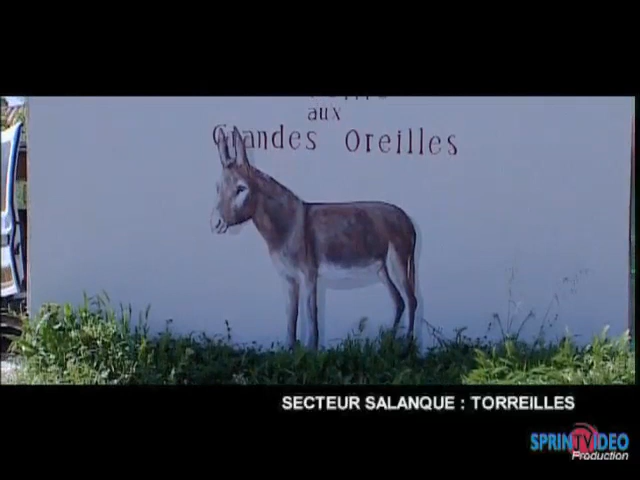 aux
Grandes Oreilles
SECTEUR SALANQUE : TORREILLES
SPRINTVIDEO
Production